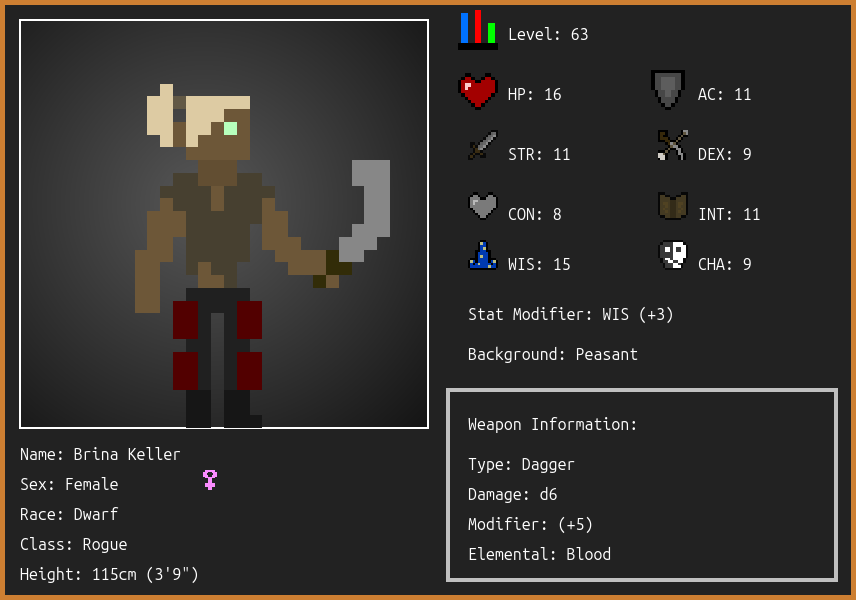 Level: 63
HP: 16
AC: 11
STR: 11
DEX: 9
CON: 8
INT: 11
WIS: 15
CHA: 9
Stat Modifier: WIS (+3)
Background: Peasant
Weapon Information:
Type: Dagger
Damage: d6
Modifier: (+5)
Elemental: Blood
Name: Brina Keller
Sex: Female
Race: Dwarf
Class: Rogue
Height: 115cm (3'9")